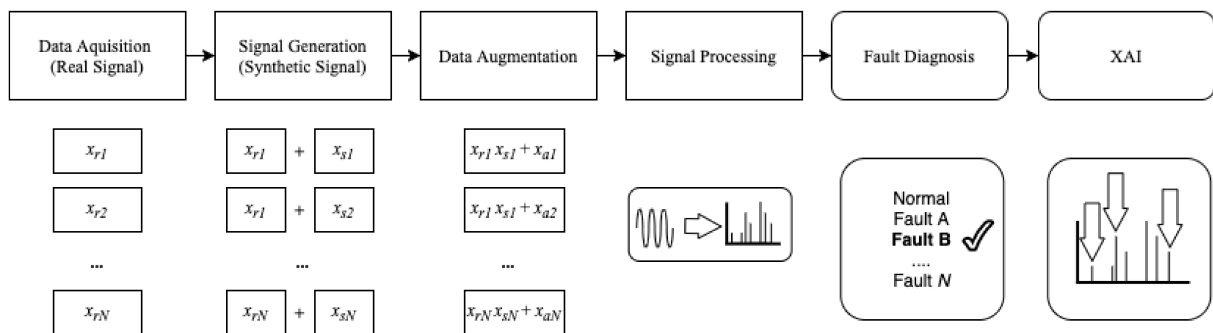 Data Aquisition
(Real Signal)
Signal Generation
(Synthetic Signal)
Data Augmentation
Signal Processing
Fault Diagnosis
XAI
x_{r1}
x_{r1} + x_{s1}
x_{r1} x_{s1} + x_{a1}
x_{r2}
x_{r1} + x_{s2}
x_{r1} x_{s1} + x_{a2}
...
...
...
x_{rN}
x_{rN} + x_{sN}
x_{rN} x_{sN} + x_{aN}
Normal
Fault A
Fault B
....
Fault N